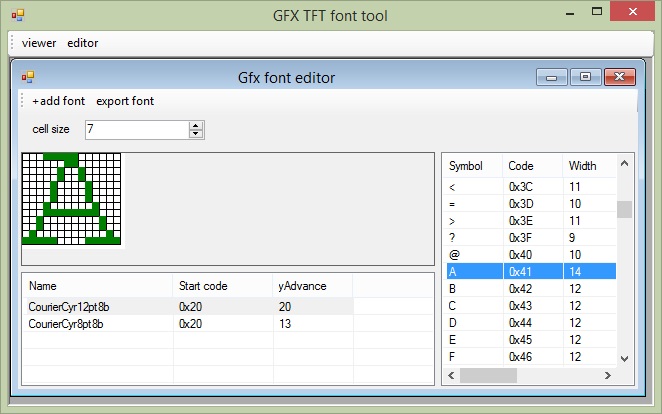 GFX TFT font tool
viewer editor
Gfx font editor
+add font export font
cell size 7
Name Start code yAdvance
CourierCyr12pt8b 0x20 20
CourierCyr8pt8b 0x20 13
Symbol Code Width
< 0x3C 11
= 0x3D 10
> 0x3E 11
? 0x3F 9
@ 0x40 10
A 0x41 14
B 0x42 12
C 0x43 12
D 0x44 12
E 0x45 12
F 0x46 12